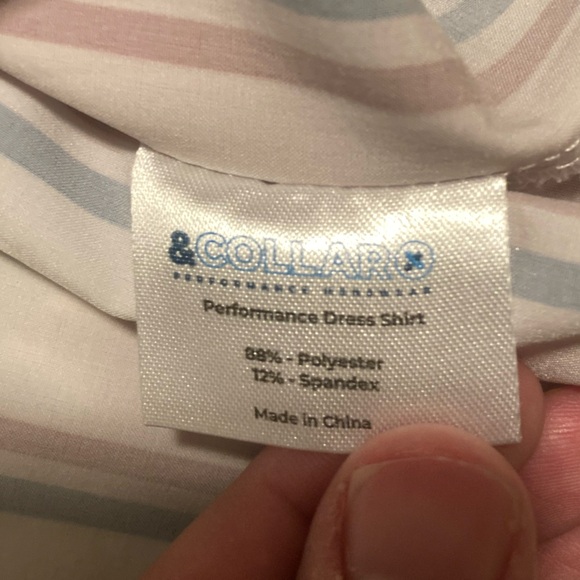 &COLLAR
PERFORMANCE MENSWEAR
Performance Dress Shirt
88% - Polyester
12% - Spandex
Made in China